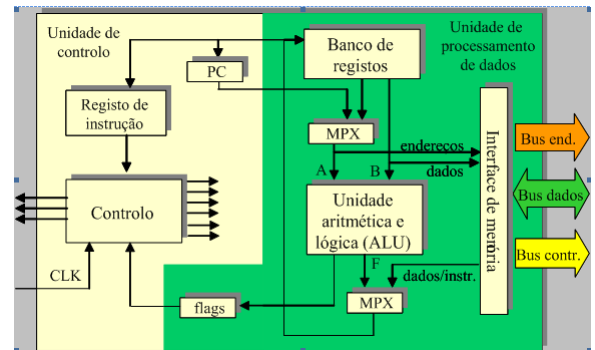 Unidade de
controlo
Banco de
registos
Unidade de
processamento
de dados
PC
Registo de
instrução
MPX
endereços
A
B
dados
Interface de memória
Bus end.
Bus dados
Bus contr.
Controlo
Unidade
aritmética e
lógica (ALU)
CLK
F
dados/instr.
flags
MPX